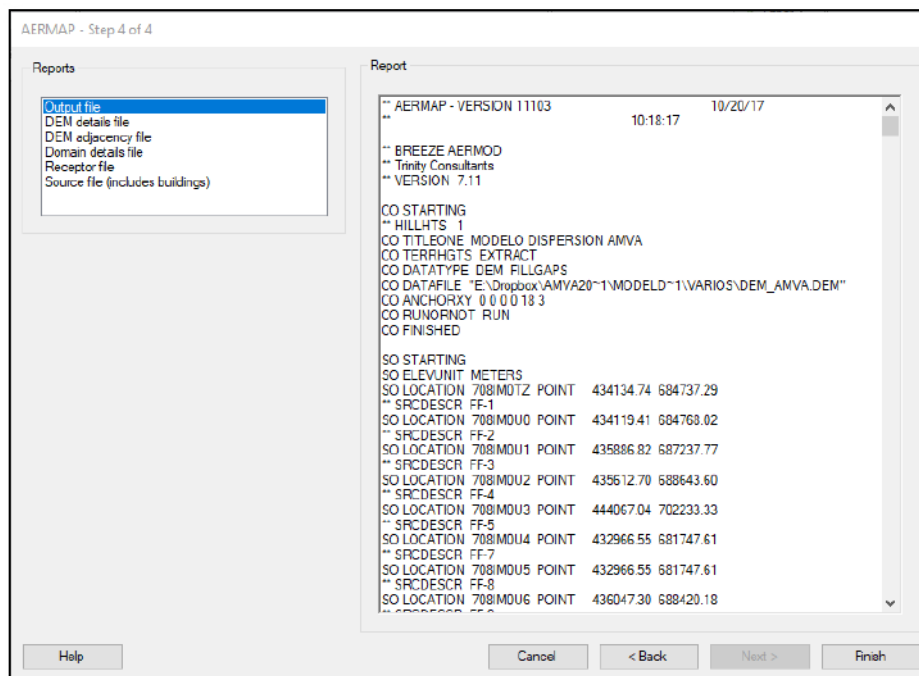 AERMAP - Step 4 of 4
Reports
Output file
DEM details file
DEM adjacency file
Domain details file
Receptor file
Source file (includes buildings)
Report
** AERMAP - VERSION 11103 10/20/17
** 10:18:17
** BREEZE AERMOD
** Trinity Consultants
** VERSION 7.11
CO STARTING
** HILLHTS 1
CO TITLEONE MODELO DISPERSION AMVA
CO TERRHGTS EXTRACT
CO DATATYPE DEM FILLGAPS
CO DATAFILE "E:\Dropbox\AMVA20~1\MODELD~1\VARIOS\DEM_AMVA.DEM"
CO ANCHORXY 0 0 0 0 18 3
CO RUNORNOT RUN
CO FINISHED
SO STARTING
SO ELEVUNIT METERS
SO LOCATION 708IM0TZ POINT 434134.74 684737.29
** SRCDESCR FF-1
SO LOCATION 708IM0U0 POINT 434119.41 684768.02
** SRCDESCR FF-2
SO LOCATION 708IM0U1 POINT 435886.82 687237.77
** SRCDESCR FF-3
SO LOCATION 708IM0U2 POINT 435612.70 688643.60
** SRCDESCR FF-4
SO LOCATION 708IM0U3 POINT 444067.04 702233.33
** SRCDESCR FF-5
SO LOCATION 708IM0U4 POINT 432966.55 681747.61
** SRCDESCR FF-7
SO LOCATION 708IM0U5 POINT 432966.55 681747.61
** SRCDESCR FF-8
SO LOCATION 708IM0U6 POINT 436047.30 688420.18
Help
Cancel
< Back
Next >
Finish